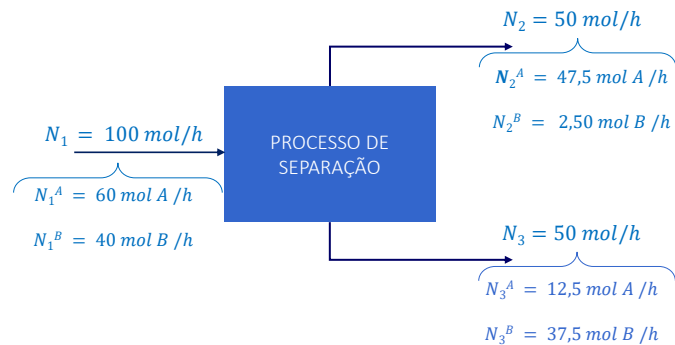 N₂ = 50 mol/h
N₂ᴬ = 47,5 mol A /h
N₂ᴮ = 2,50 mol B /h
N₁ = 100 mol/h
PROCESSO DE
SEPARAÇÃO
N₁ᴬ = 60 mol A /h
N₁ᴮ = 40 mol B /h
N₃ = 50 mol/h
N₃ᴬ = 12,5 mol A /h
N₃ᴮ = 37,5 mol B /h